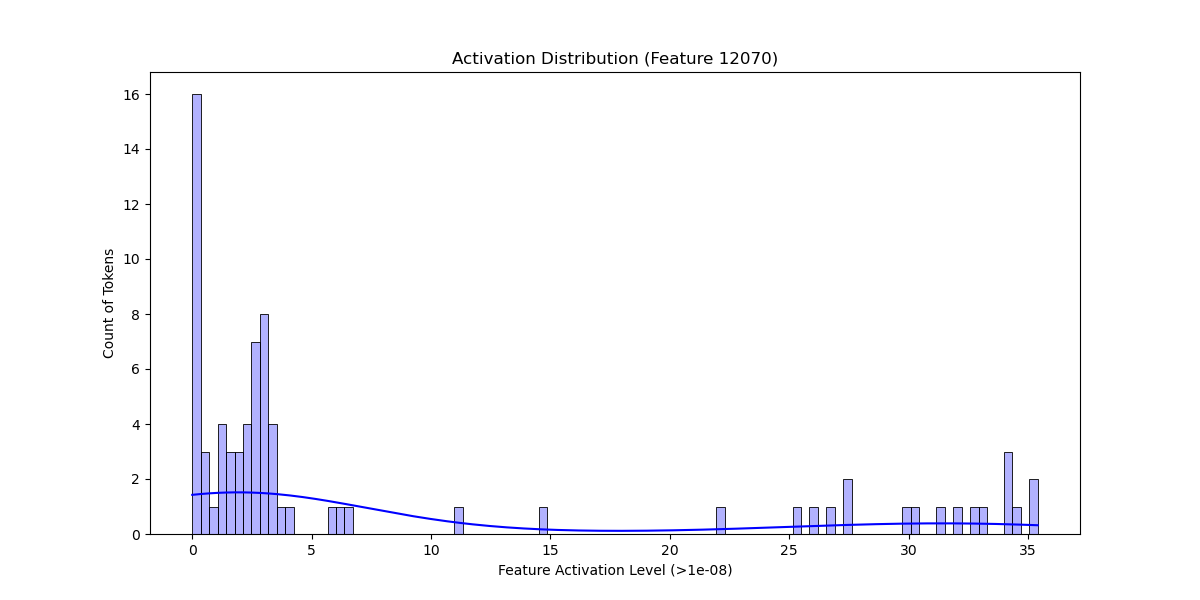 Activation Distribution (Feature 12070)
16
14
12
10
8
6
4
2
0
Count of Tokens
0 5 10 15 20 25 30 35
Feature Activation Level (>1e-08)